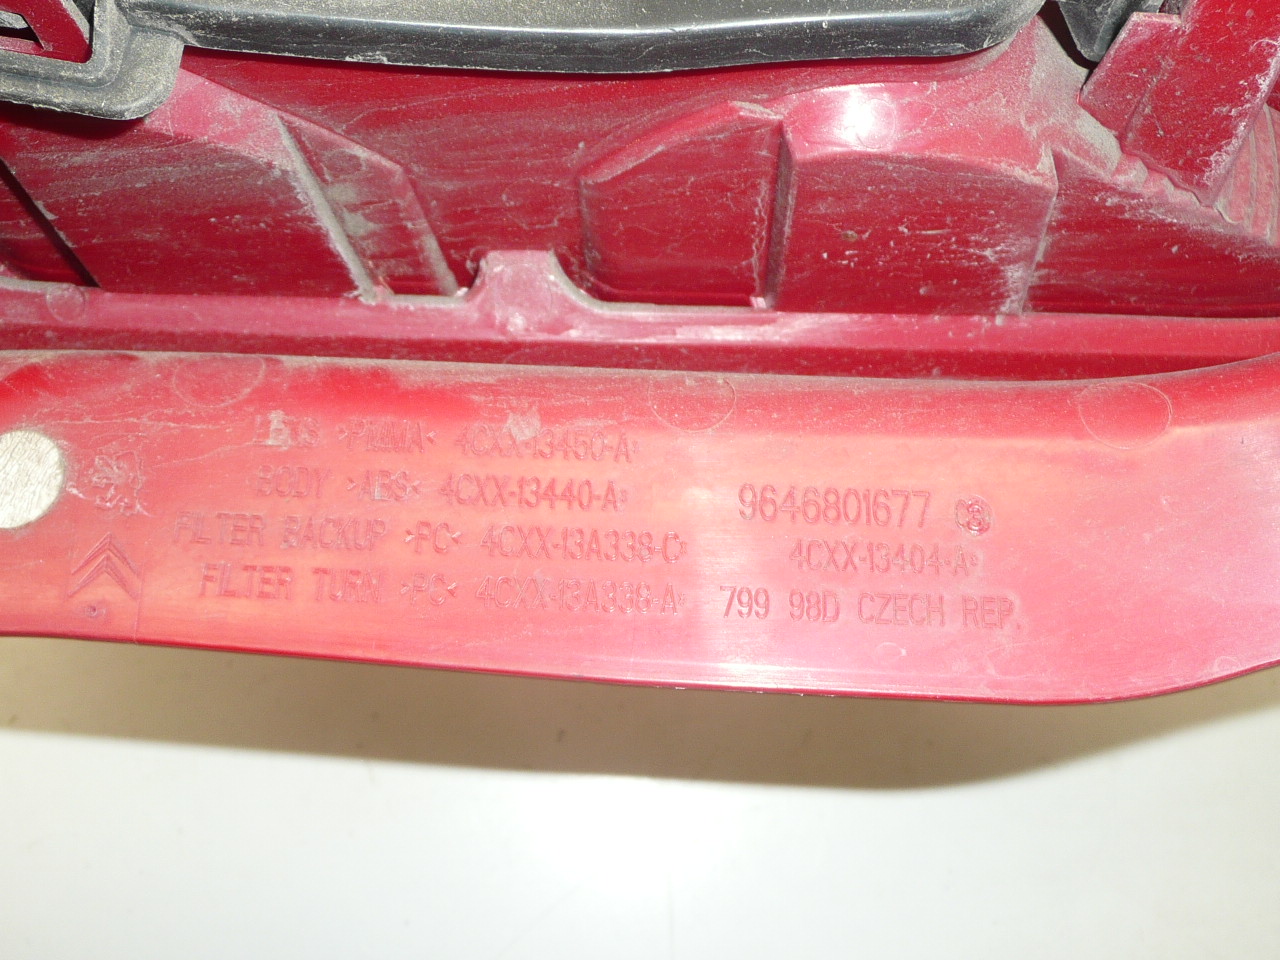 LENS >PMMA< 4CXX-13450-A
BODY >ABS< 4CXX-13440-A
FILTER BACKUP >PC< 4CXX-13A338-C
FILTER TURN >PC< 4CXX-13A338-A
9646801677
4CXX-13404-A
799 98D CZECH REP.